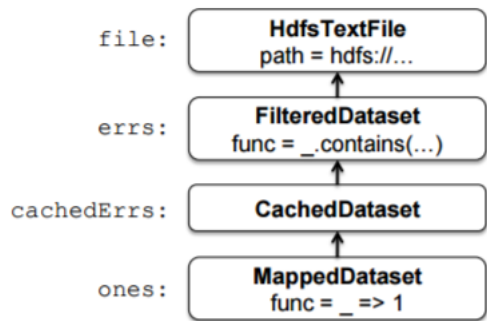 file:
HdfsTextFile
path = hdfs://...
errs:
FilteredDataset
func = _.contains(...)
cachedErrs:
CachedDataset
ones:
MappedDataset
func = _ => 1